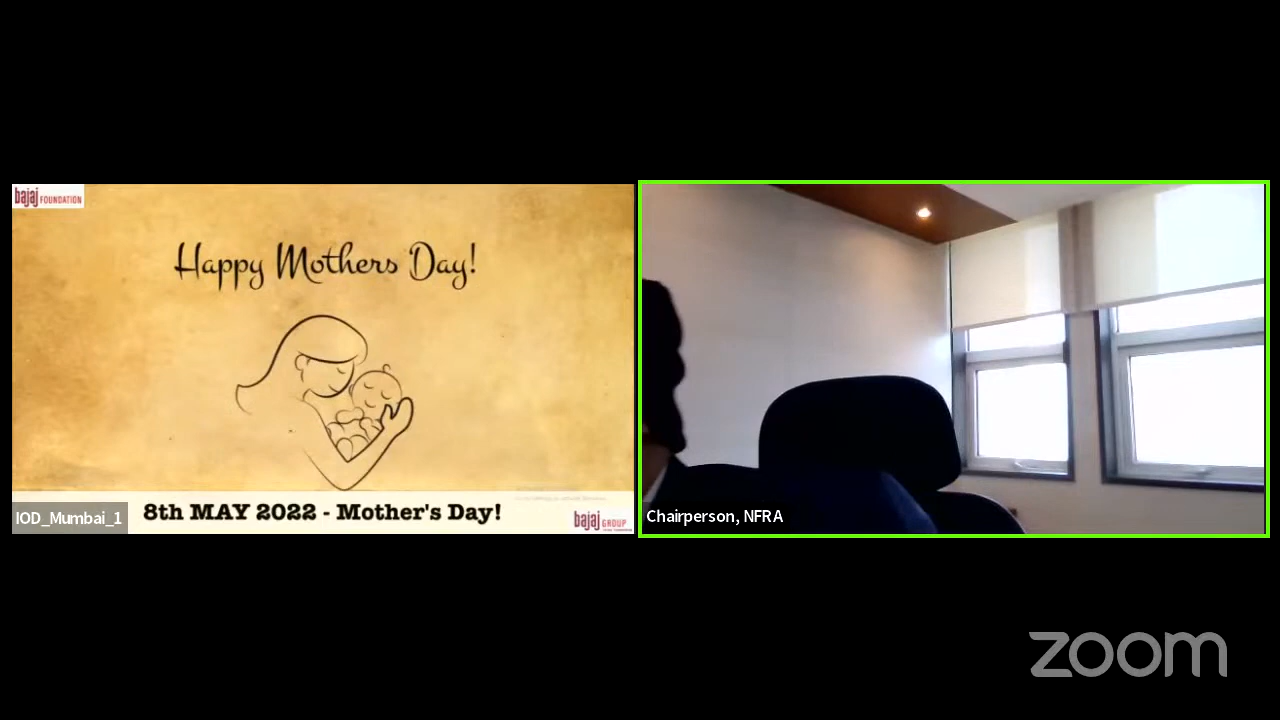 bajaj FOUNDATION
Happy Mothers Day!
8th MAY 2022 - Mother's Day!
bajaj GROUP
IOD_Mumbai_1
Chairperson, NFRA
zoom